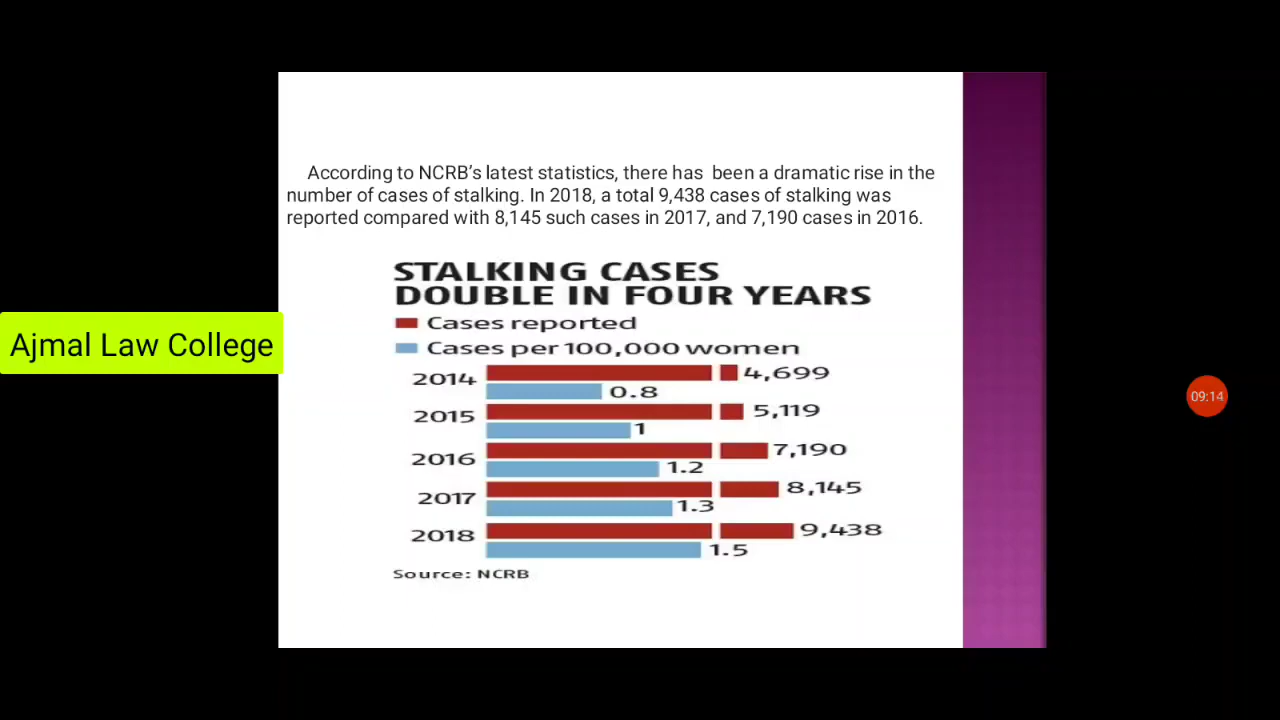 According to NCRB's latest statistics, there has been a dramatic rise in the
number of cases of stalking. In 2018, a total 9,438 cases of stalking was
reported compared with 8,145 such cases in 2017, and 7,190 cases in 2016.
STALKING CASES
DOUBLE IN FOUR YEARS
Cases reported
Cases per 100,000 women
2014 4,699
0.8
2015 5,119
1
2016 7,190
1.2
2017 8,145
1.3
2018 9,438
1.5
Source: NCRB
Ajmal Law College
09:14